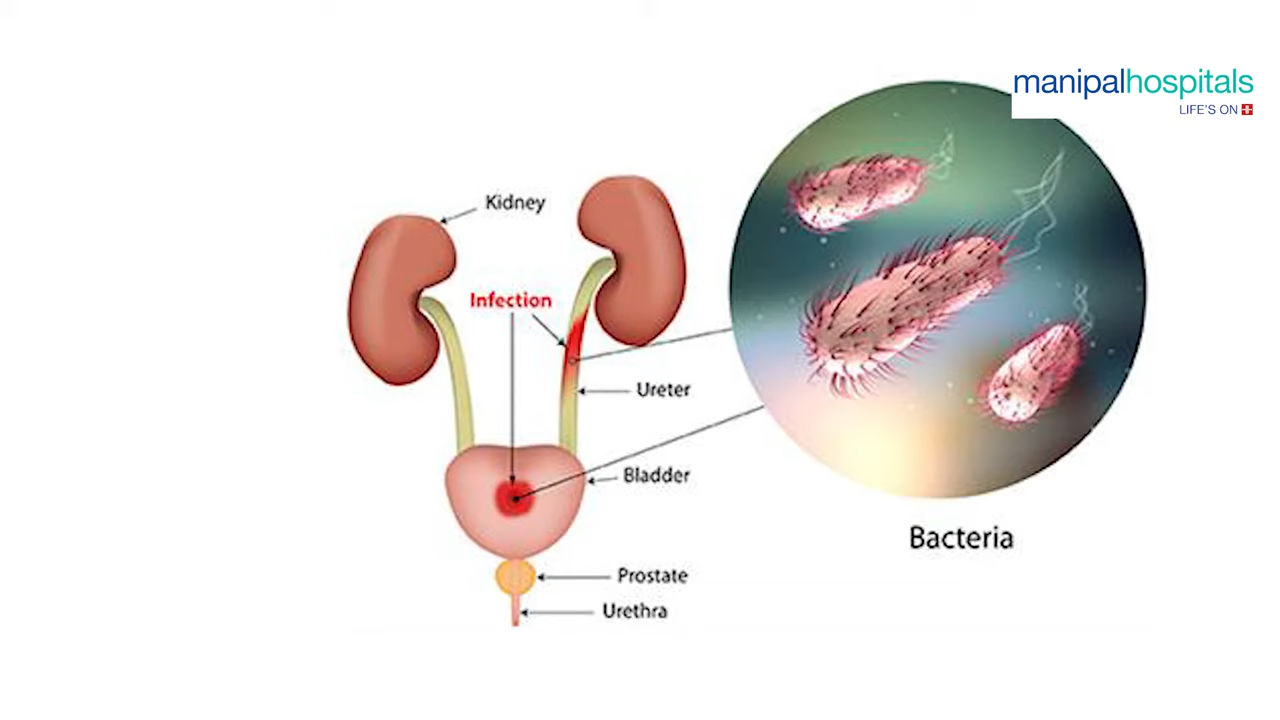 manipalhospitals
LIFE'S ON
Kidney
Infection
Ureter
Bladder
Bacteria
Prostate
Urethra